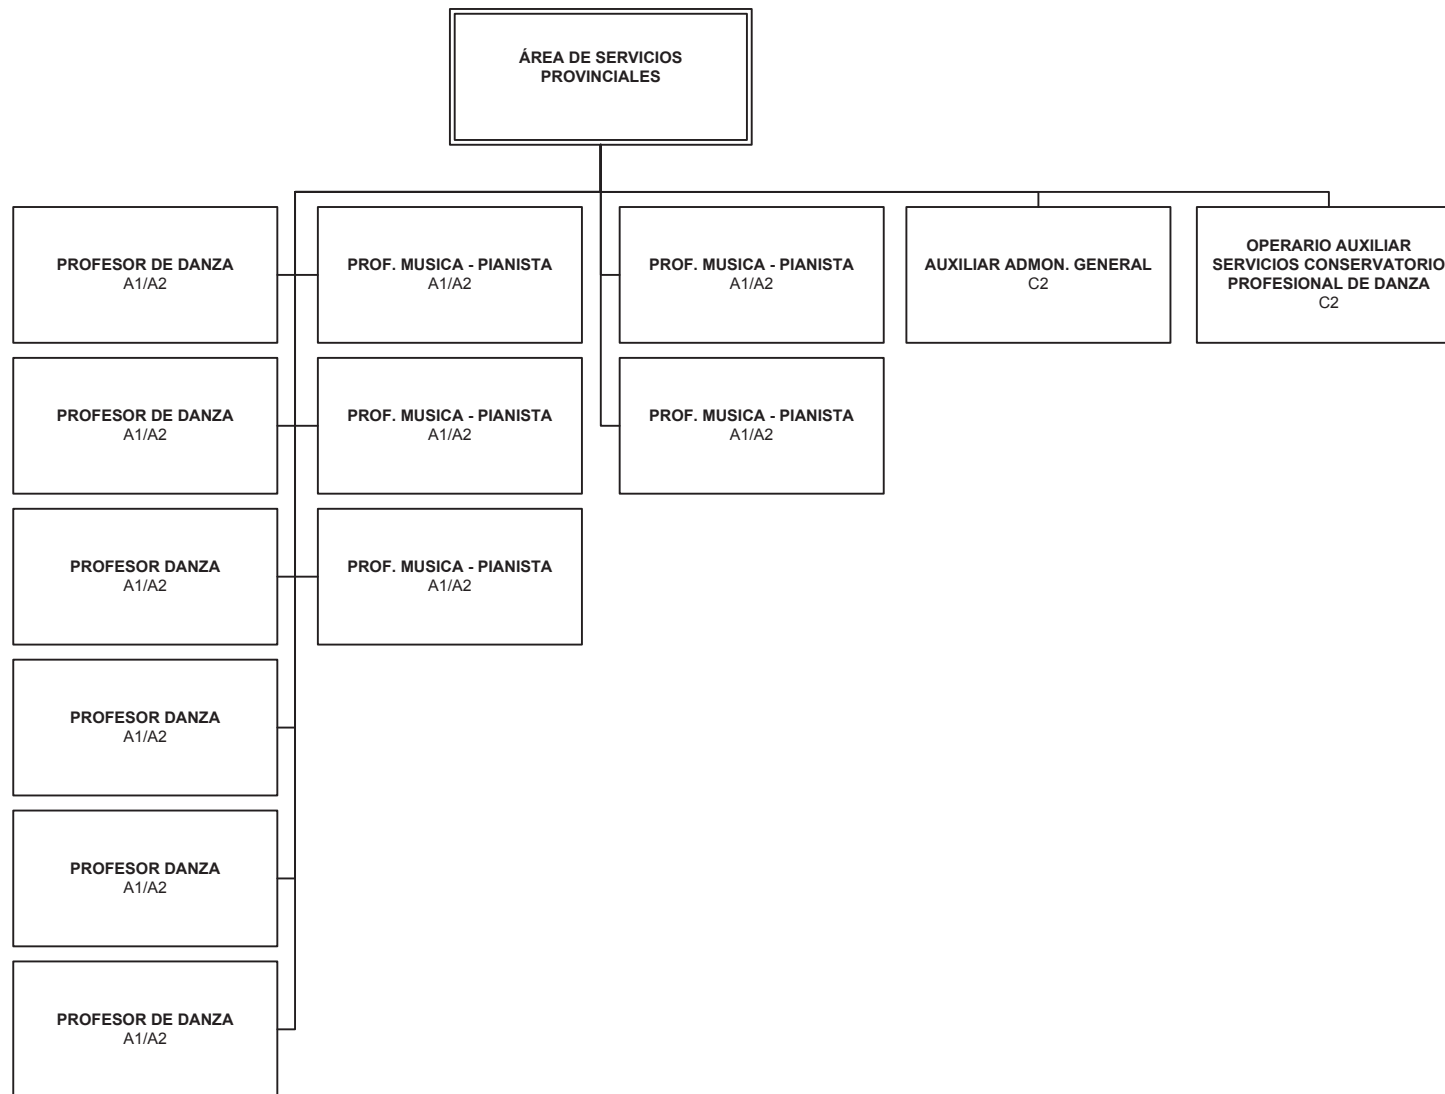 ÁREA DE SERVICIOS
PROVINCIALES
PROFESOR DE DANZA
A1/A2
PROF. MUSICA - PIANISTA
A1/A2
PROF. MUSICA - PIANISTA
A1/A2
AUXILIAR ADMON. GENERAL
C2
OPERARIO AUXILIAR
SERVICIOS CONSERVATORIO
PROFESIONAL DE DANZA
C2
PROFESOR DE DANZA
A1/A2
PROF. MUSICA - PIANISTA
A1/A2
PROF. MUSICA - PIANISTA
A1/A2
PROFESOR DANZA
A1/A2
PROF. MUSICA - PIANISTA
A1/A2
PROFESOR DANZA
A1/A2
PROFESOR DANZA
A1/A2
PROFESOR DE DANZA
A1/A2